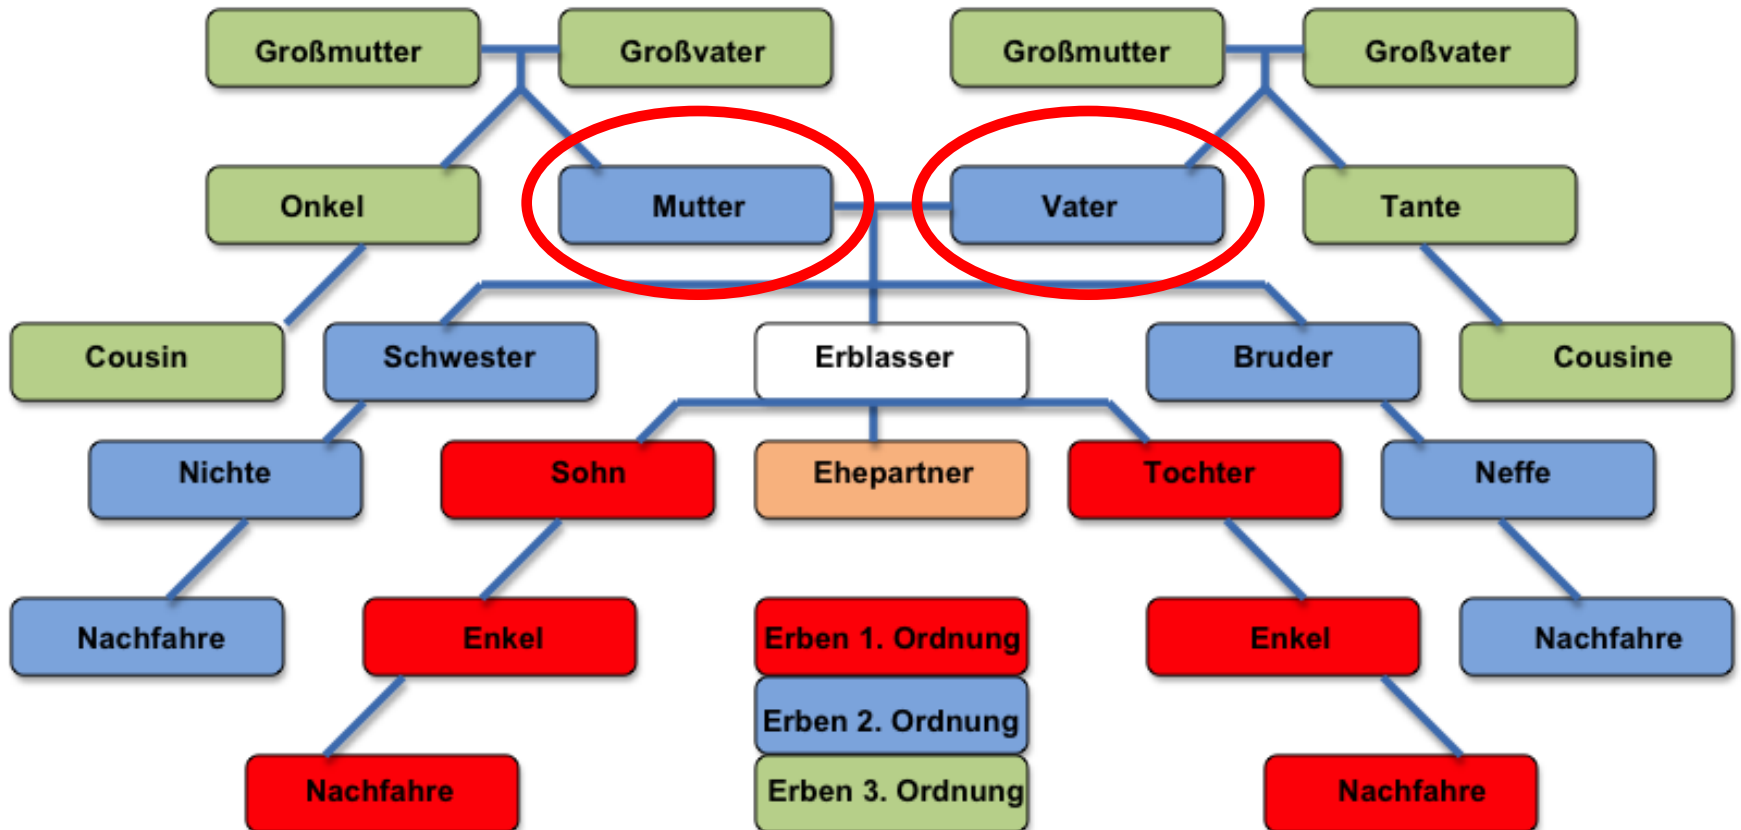 Großmutter
Großvater
Großmutter
Großvater
Onkel
Mutter
Vater
Tante
Cousin
Schwester
Erblasser
Bruder
Cousine
Nichte
Sohn
Ehepartner
Tochter
Neffe
Nachfahre
Enkel
Erben 1. Ordnung
Enkel
Nachfahre
Erben 2. Ordnung
Nachfahre
Erben 3. Ordnung
Nachfahre